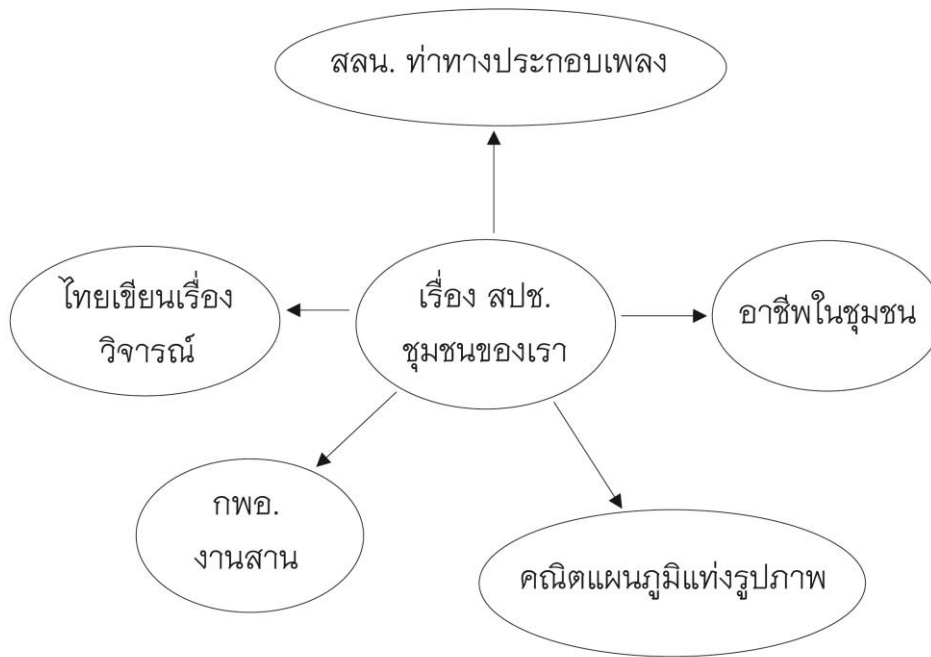 สลน. ท่าทางประกอบเพลง
ไทยเขียนเรื่อง
วิจารณ์
เรื่อง สปช.
ชุมชนของเรา
อาชีพในชุมชน
กพอ.
งานสาน
คณิตแผนภูมิแท่งรูปภาพ